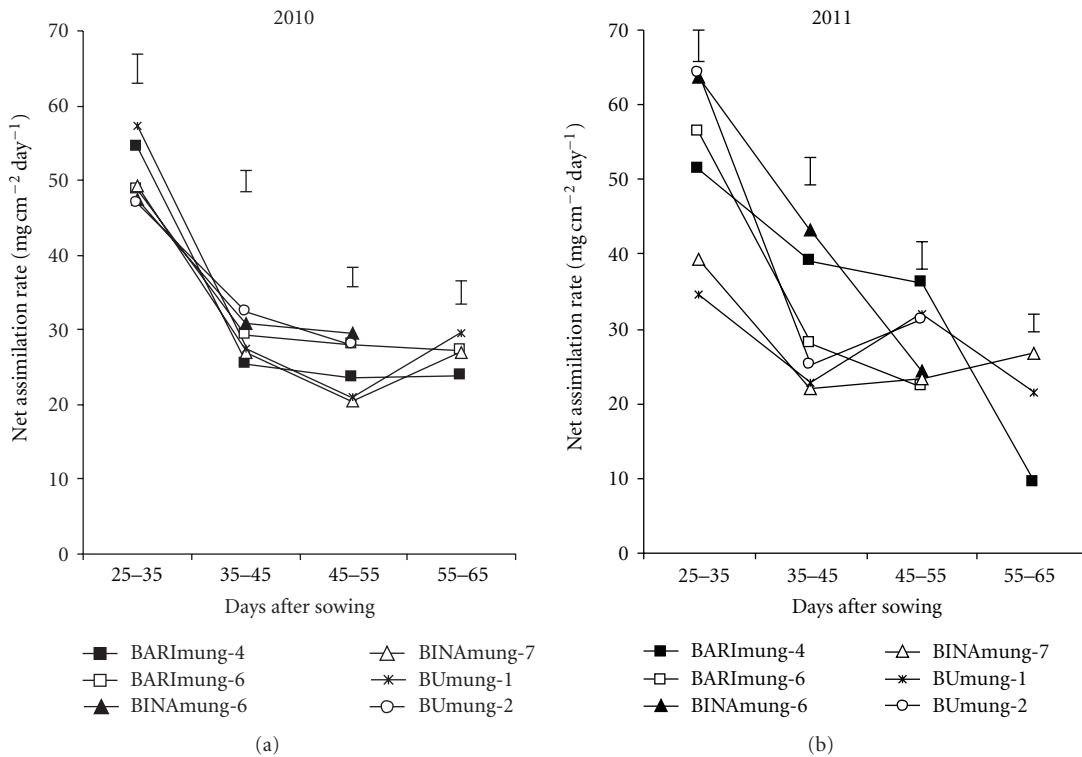 2010
70
60
50
40
30
20
10
0
Net assimilation rate (mg cm−2 day−1)
25–35 35–45 45–55 55–65
Days after sowing
BARImung-4 BINAmung-7
BARImung-6 BUmung-1
BINAmung-6 BUmung-2
(a)
2011
70
60
50
40
30
20
10
0
Net assimilation rate (mg cm−2 day−1)
25–35 35–45 45–55 55–65
Days after sowing
BARImung-4 BINAmung-7
BARImung-6 BUmung-1
BINAmung-6 BUmung-2
(b)